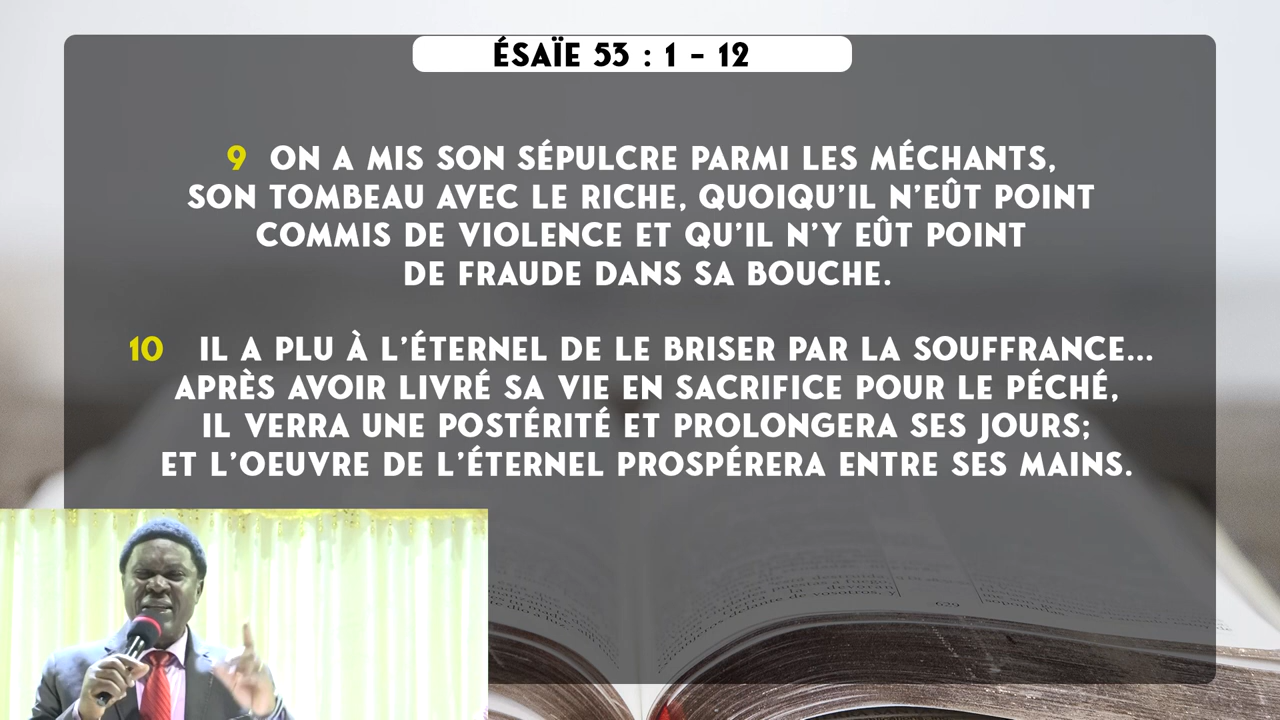 ÉSAÏE 53 : 1 - 12
9 ON A MIS SON SÉPULCRE PARMI LES MÉCHANTS,
SON TOMBEAU AVEC LE RICHE, QUOIQU'IL N'EÛT POINT
COMMIS DE VIOLENCE ET QU'IL N'Y EÛT POINT
DE FRAUDE DANS SA BOUCHE.
10 IL A PLU À L'ÉTERNEL DE LE BRISER PAR LA SOUFFRANCE...
APRÈS AVOIR LIVRÉ SA VIE EN SACRIFICE POUR LE PÉCHÉ,
IL VERRA UNE POSTÉRITÉ ET PROLONGERA SES JOURS;
ET L'OEUVRE DE L'ÉTERNEL PROSPÉRERA ENTRE SES MAINS.
629